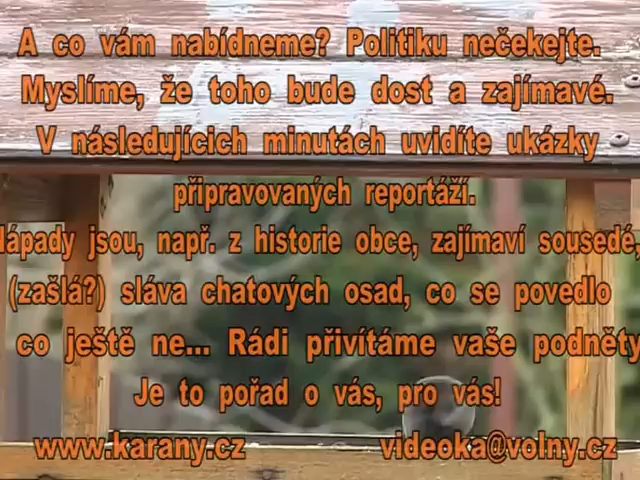 A co vám nabídneme? Politiku nečekejte.
Myslíme, že toho bude dost a zajímavé.
V následujících minutách uvidíte ukázky
připravovaných reportáží.
Nápady jsou, např. z historie obce, zajímaví sousedé,
(zašlá?) sláva chatových osad, co se povedlo
co ještě ne... Rádi přivítáme vaše podněty
Je to pořad o vás, pro vás!
www.karany.cz videoka@volny.cz